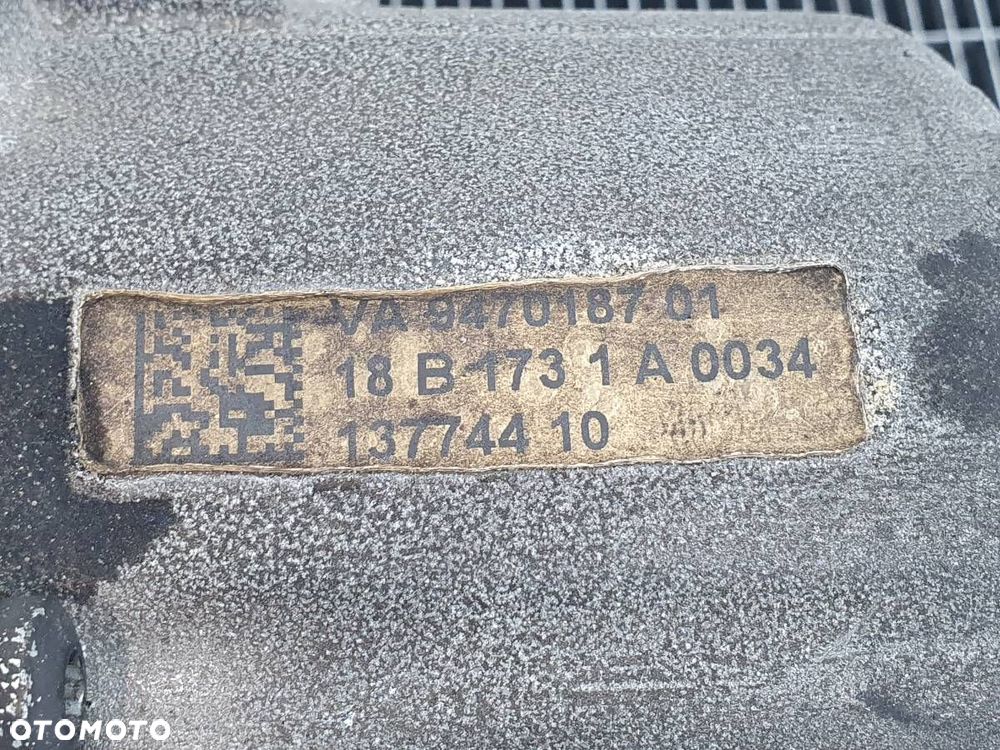 VA 9470187 01
18 B 173 1 A 0034
137744 10
OTOMOTO